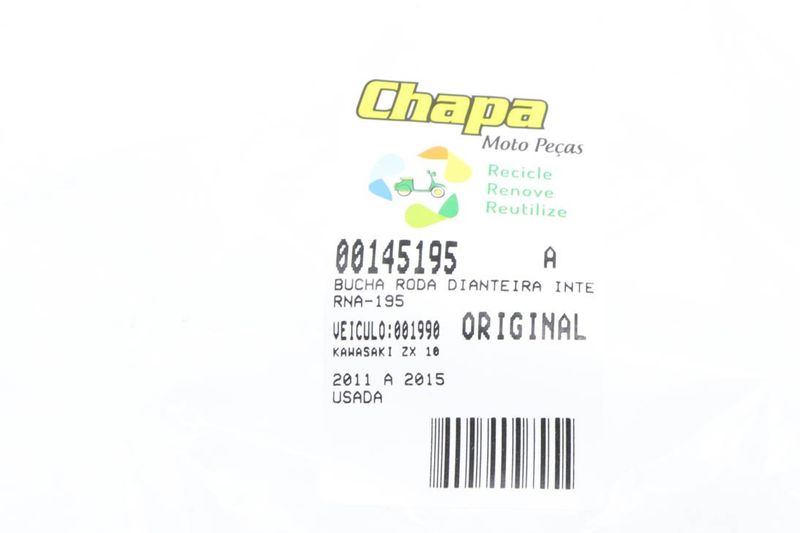 Chapa
Moto Peças
Recicle
Renove
Reutilize
00145195 A
BUCHA RODA DIANTEIRA INTE
RNA-195
VEICULO:001990 ORIGINAL
KAWASAKI ZX 10
2011 A 2015
USADA